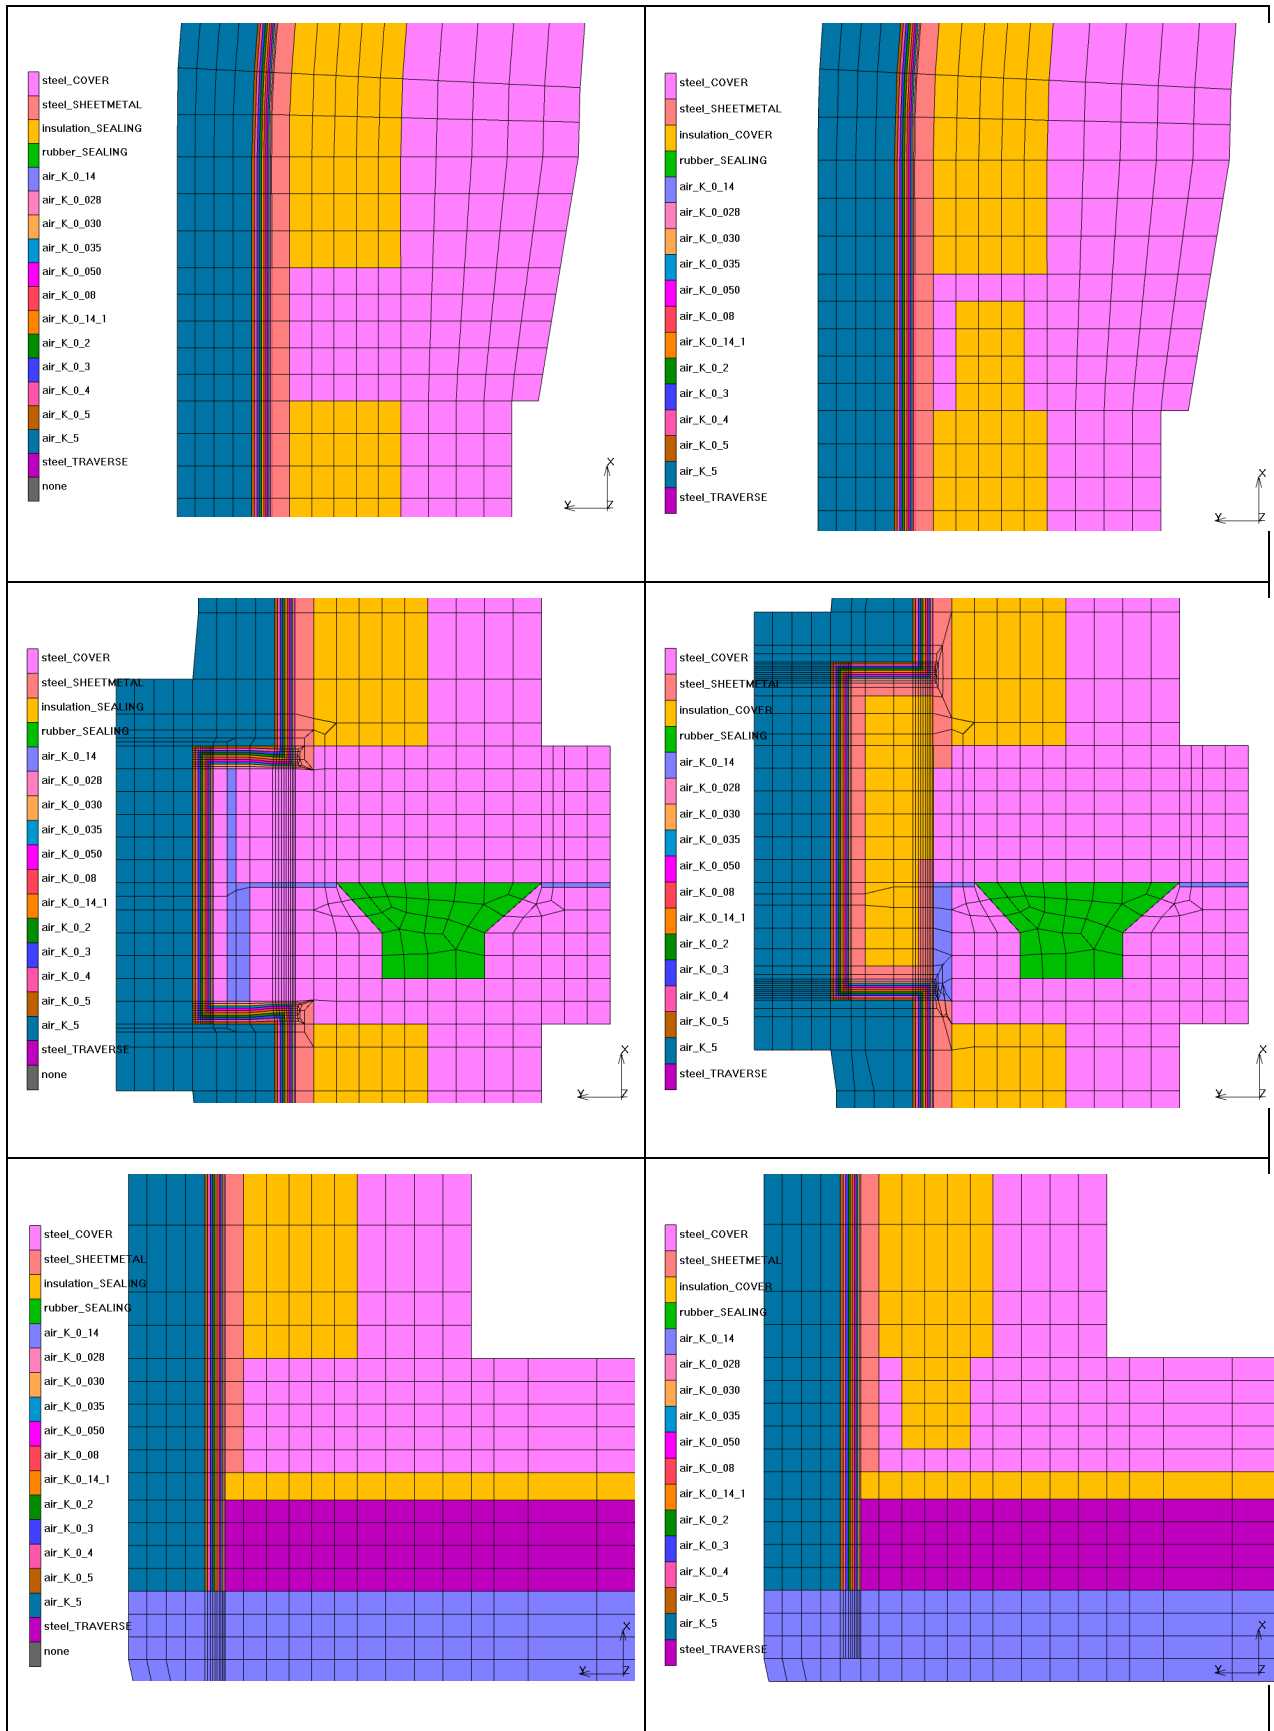 steel_COVER
steel_SHEETMETAL
insulation_SEALING
rubber_SEALING
air_K_0_14
air_K_0_028
air_K_0_030
air_K_0_035
air_K_0_050
air_K_0_08
air_K_0_14_1
air_K_0_2
air_K_0_3
air_K_0_4
air_K_0_5
air_K_5
steel_TRAVERSE
none
X
Y
Z
steel_COVER
steel_SHEETMETAL
insulation_COVER
rubber_SEALING
air_K_0_14
air_K_0_028
air_K_0_030
air_K_0_035
air_K_0_050
air_K_0_08
air_K_0_14_1
air_K_0_2
air_K_0_3
air_K_0_4
air_K_0_5
air_K_5
steel_TRAVERSE
X
Y
Z
steel_COVER
steel_SHEETMETAL
insulation_SEALING
rubber_SEALING
air_K_0_14
air_K_0_028
air_K_0_030
air_K_0_035
air_K_0_050
air_K_0_08
air_K_0_14_1
air_K_0_2
air_K_0_3
air_K_0_4
air_K_0_5
air_K_5
steel_TRAVERSE
none
X
Y
Z
steel_COVER
steel_SHEETMETAL
insulation_COVER
rubber_SEALING
air_K_0_14
air_K_0_028
air_K_0_030
air_K_0_035
air_K_0_050
air_K_0_08
air_K_0_14_1
air_K_0_2
air_K_0_3
air_K_0_4
air_K_0_5
air_K_5
steel_TRAVERSE
X
Y
Z
steel_COVER
steel_SHEETMETAL
insulation_SEALING
rubber_SEALING
air_K_0_14
air_K_0_028
air_K_0_030
air_K_0_035
air_K_0_050
air_K_0_08
air_K_0_14_1
air_K_0_2
air_K_0_3
air_K_0_4
air_K_0_5
air_K_5
steel_TRAVERSE
none
X
Y
Z
steel_COVER
steel_SHEETMETAL
insulation_COVER
rubber_SEALING
air_K_0_14
air_K_0_028
air_K_0_030
air_K_0_035
air_K_0_050
air_K_0_08
air_K_0_14_1
air_K_0_2
air_K_0_3
air_K_0_4
air_K_0_5
air_K_5
steel_TRAVERSE
X
Y
Z